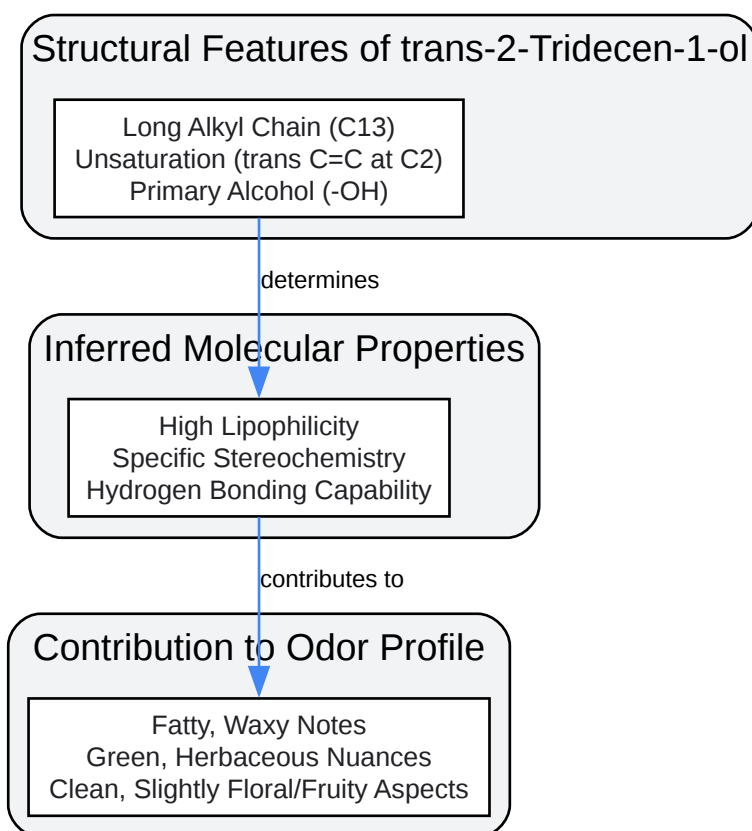 Structural Features of trans-2-Tridecen-1-ol
Long Alkyl Chain (C13)
Unsaturation (trans C=C at C2)
Primary Alcohol (-OH)
determines
Inferred Molecular Properties
High Lipophilicity
Specific Stereochemistry
Hydrogen Bonding Capability
contributes to
Contribution to Odor Profile
Fatty, Waxy Notes
Green, Herbaceous Nuances
Clean, Slightly Floral/Fruity Aspects